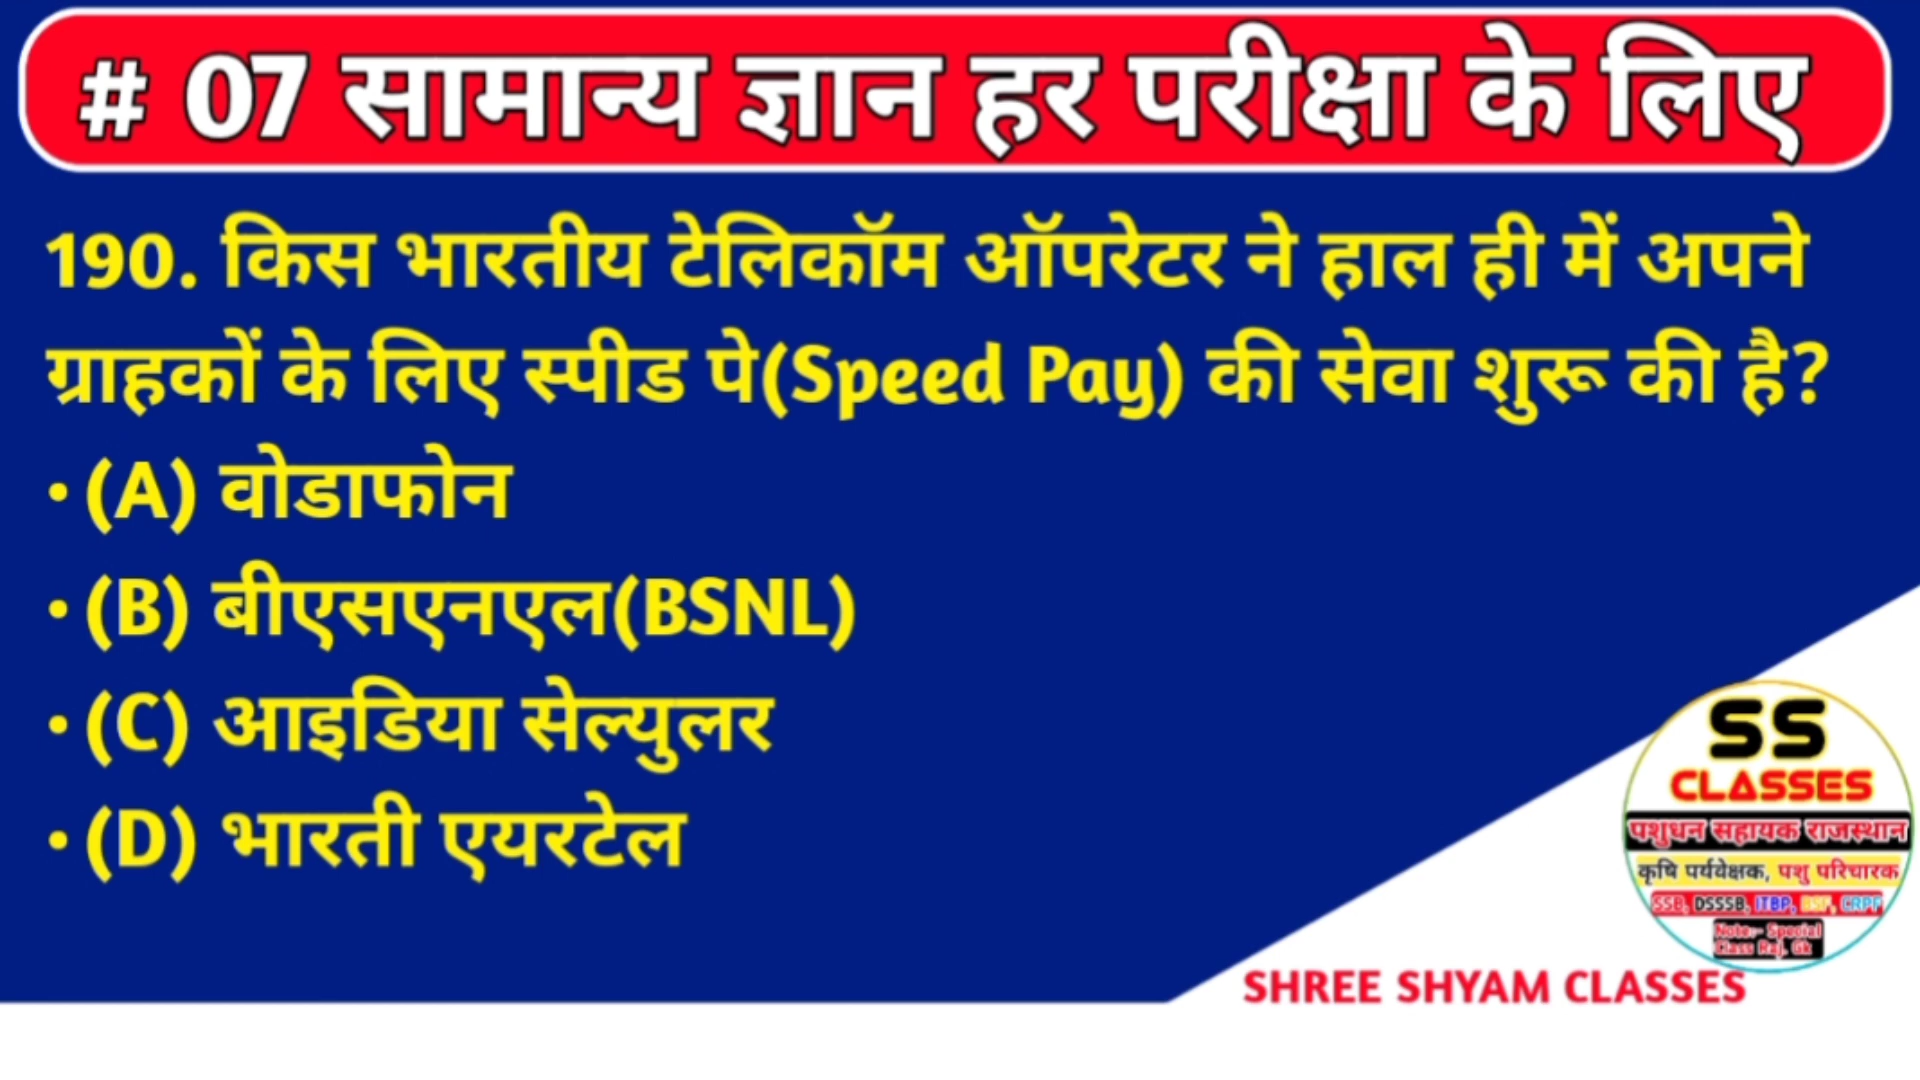 # 07 सामान्य ज्ञान हर परीक्षा के लिए
190. किस भारतीय टेलिकॉम ऑपरेटर ने हाल ही में अपने
ग्राहकों के लिए स्पीड पे(Speed Pay) की सेवा शुरू की है?
• (A) वोडाफोन
• (B) बीएसएनएल(BSNL)
• (C) आइडिया सेल्युलर
• (D) भारती एयरटेल
SS
CLASSES
पशुधन सहायक राजस्थान
कृषि पर्यवेक्षक, पशु परिचारक
SSB, DSSSB, ITBP, BSF, CRPF
Note:- Special
Class Raj. Gk
SHREE SHYAM CLASSES